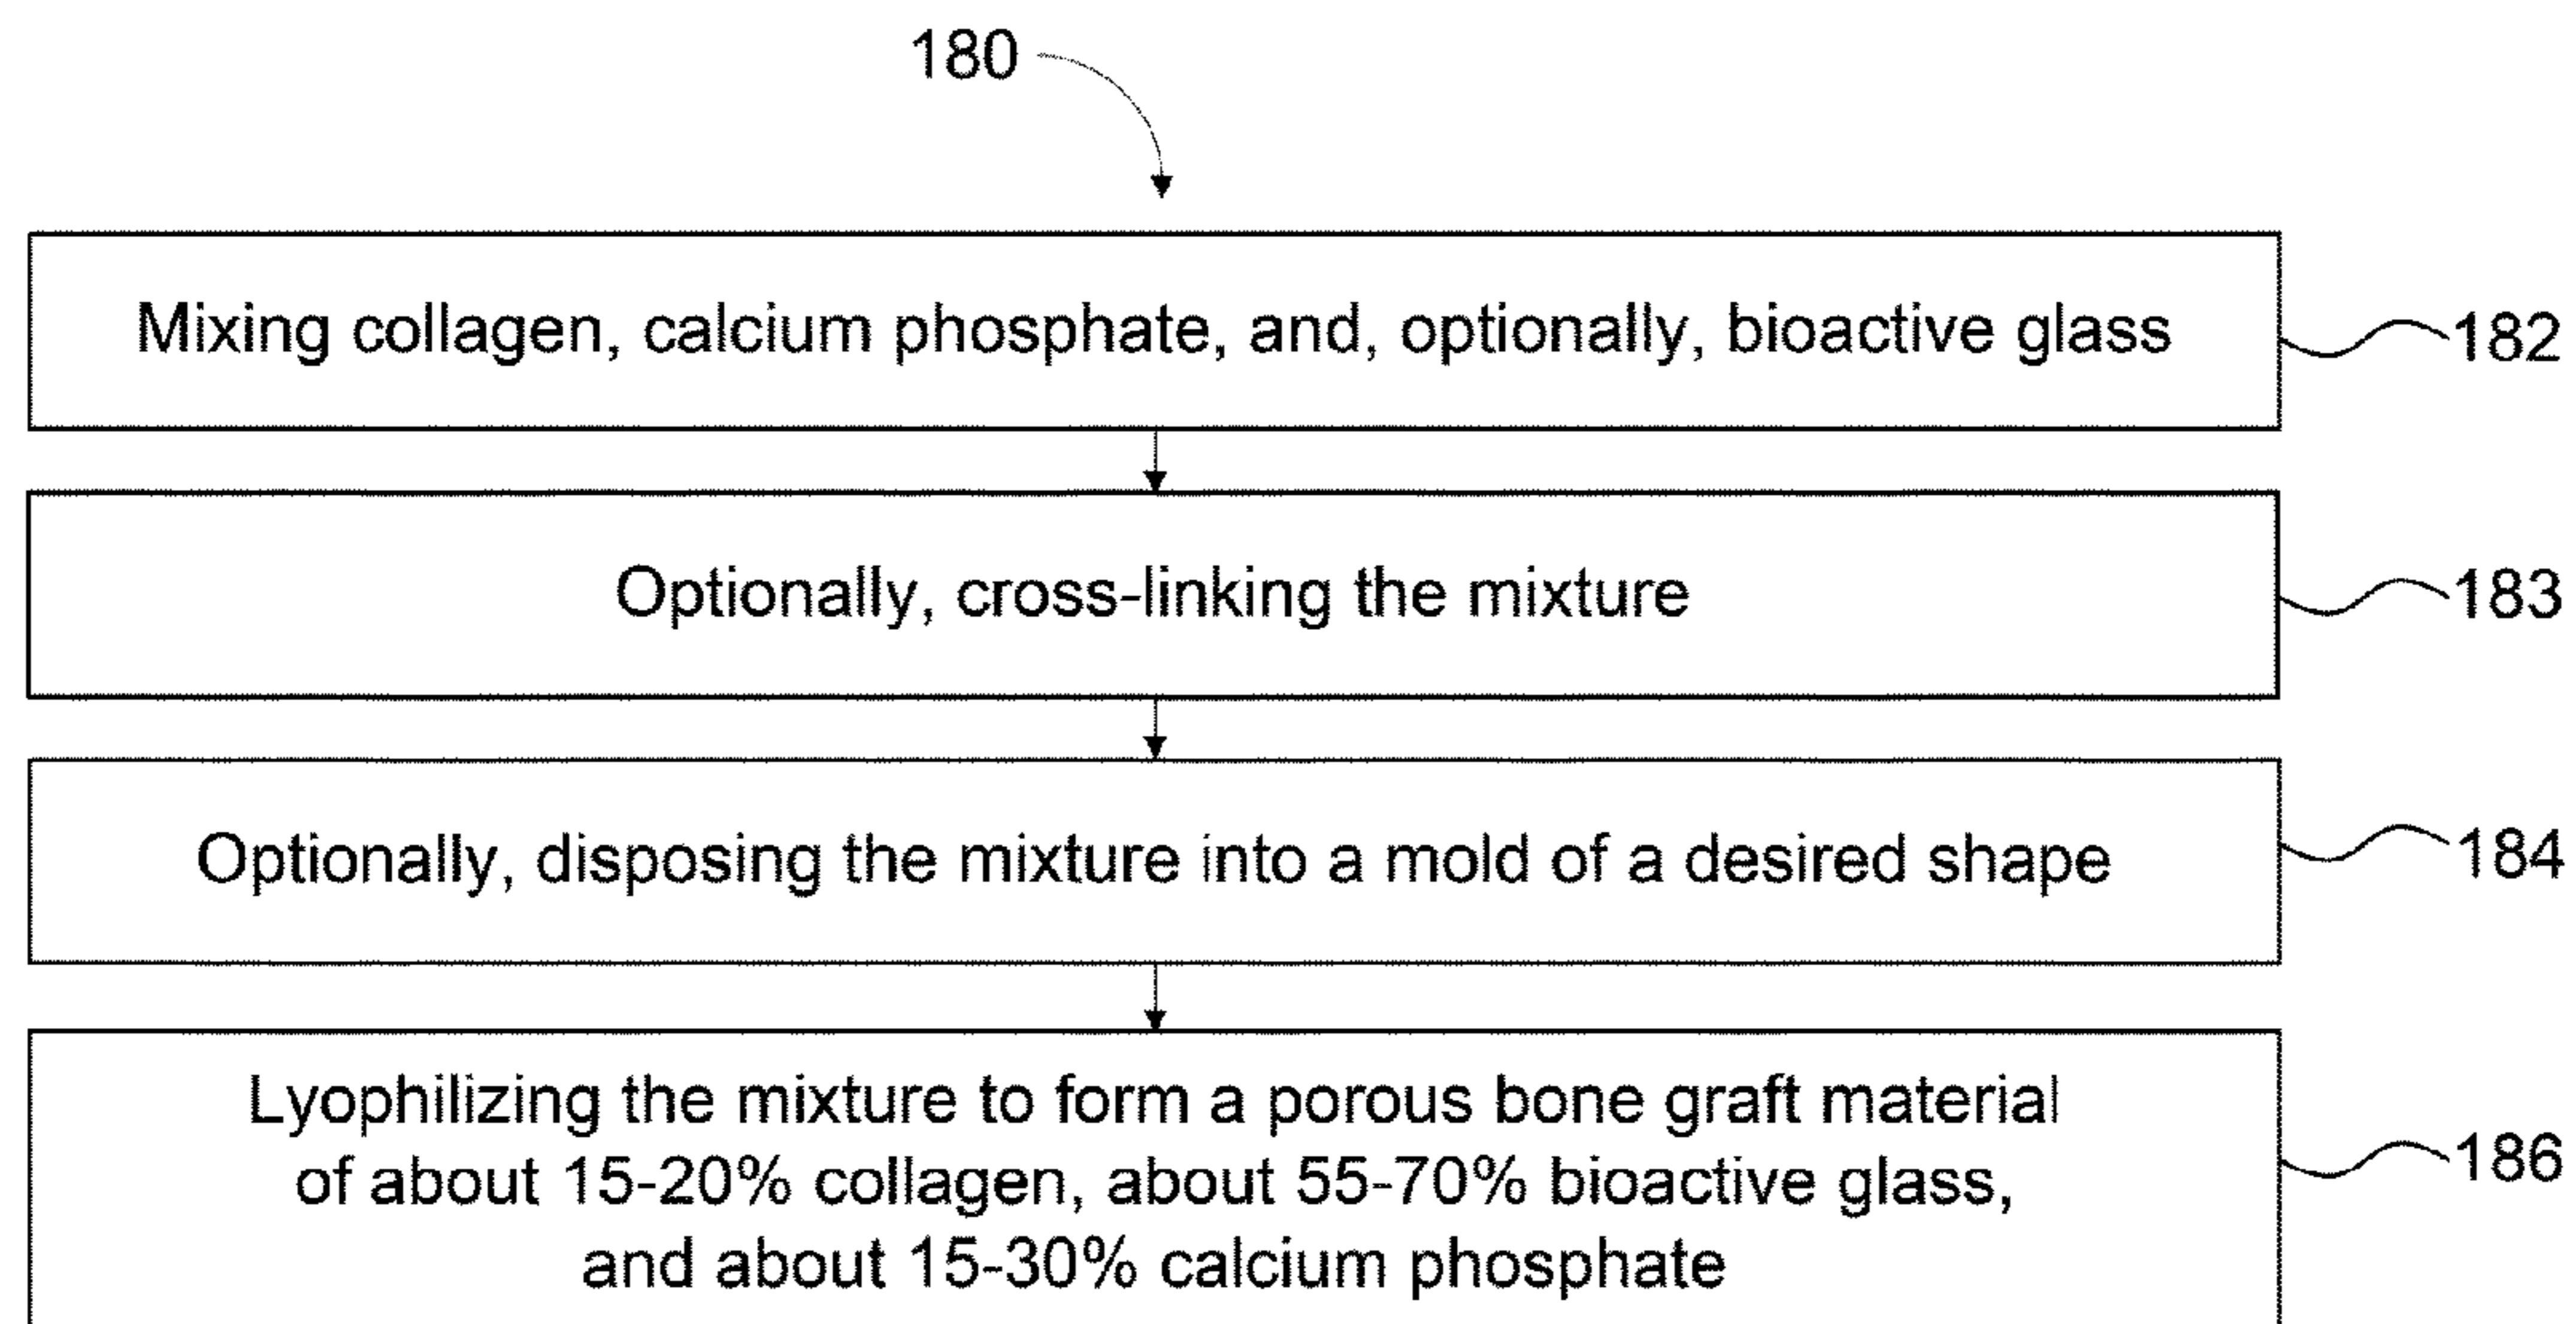 180
Mixing collagen, calcium phosphate, and, optionally, bioactive glass
182
Optionally, cross-linking the mixture
183
Optionally, disposing the mixture into a mold of a desired shape
184
Lyophilizing the mixture to form a porous bone graft material
of about 15-20% collagen, about 55-70% bioactive glass,
and about 15-30% calcium phosphate
186